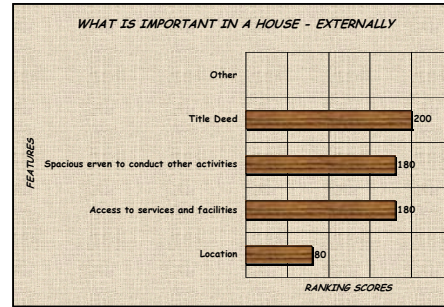 WHAT IS IMPORTANT IN A HOUSE - EXTERNALLY
FEATURES
Other
Title Deed 200
Spacious erven to conduct other activities 180
Access to services and facilities 180
Location 80
RANKING SCORES